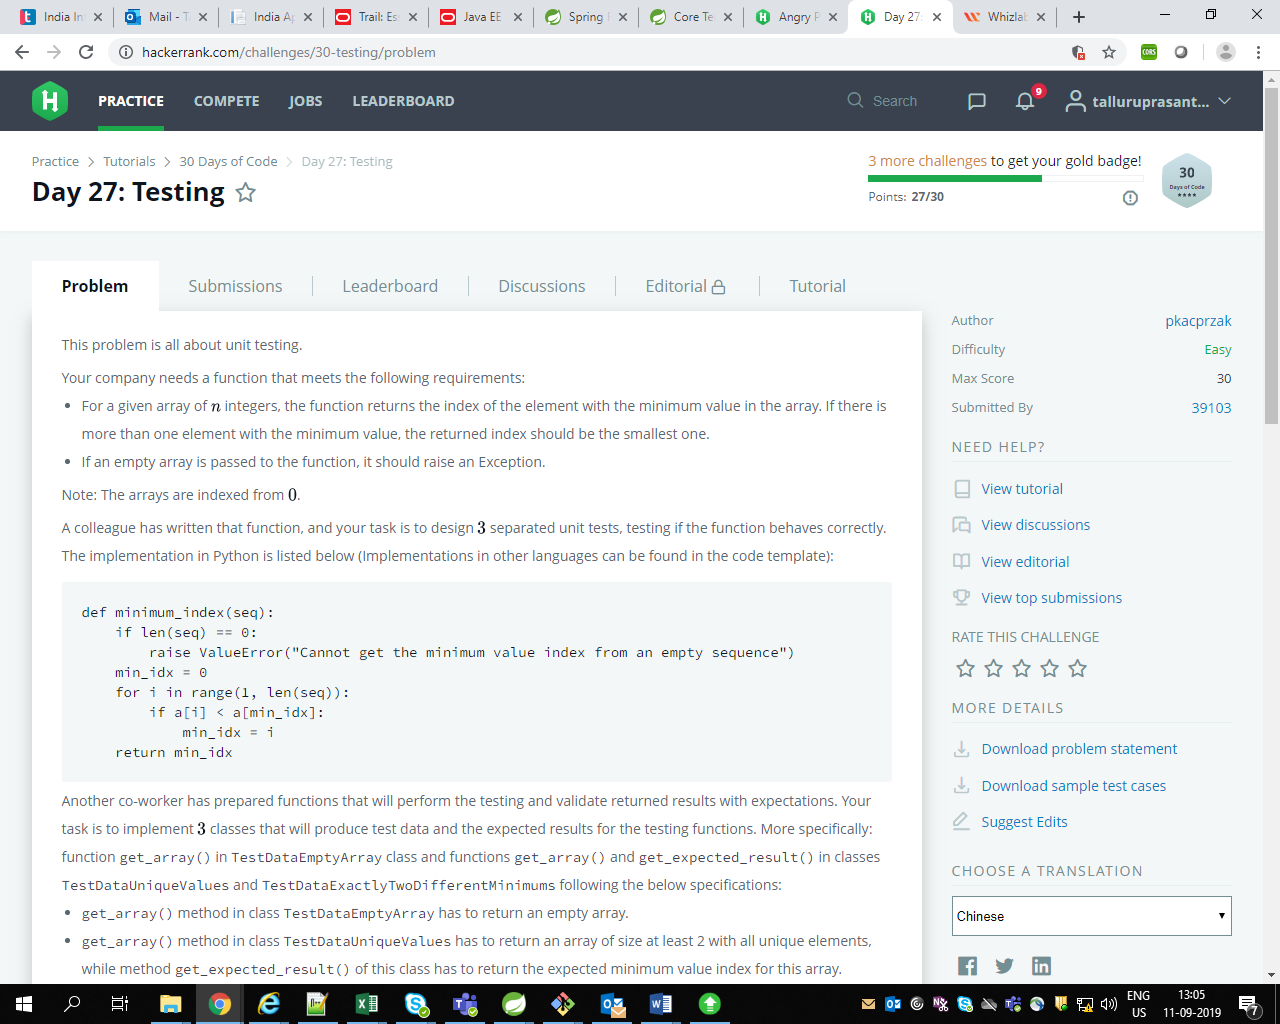 India In
Mail - T
India Ap
Trail: Es
Java EE
Spring
Core Te
Angry P
Day 27:
Whizlab
hackerrank.com/challenges/30-testing/problem
CORS
PRACTICE
COMPETE
JOBS
LEADERBOARD
Search
9
talluruprasant...
Practice > Tutorials > 30 Days of Code > Day 27: Testing
Day 27: Testing
3 more challenges to get your gold badge!
Points: 27/30
30
Days of Code
Problem
Submissions
Leaderboard
Discussions
Editorial
Tutorial
This problem is all about unit testing.
Your company needs a function that meets the following requirements:
• For a given array of n integers, the function returns the index of the element with the minimum value in the array. If there is
more than one element with the minimum value, the returned index should be the smallest one.
• If an empty array is passed to the function, it should raise an Exception.
Note: The arrays are indexed from 0.
A colleague has written that function, and your task is to design 3 separated unit tests, testing if the function behaves correctly.
The implementation in Python is listed below (Implementations in other languages can be found in the code template):
def minimum_index(seq):
if len(seq) == 0:
raise ValueError("Cannot get the minimum value index from an empty sequence")
min_idx = 0
for i in range(1, len(seq)):
if a[i] < a[min_idx]:
min_idx = i
return min_idx
Another co-worker has prepared functions that will perform the testing and validate returned results with expectations. Your
task is to implement 3 classes that will produce test data and the expected results for the testing functions. More specifically:
function get_array() in TestDataEmptyArray class and functions get_array() and get_expected_result() in classes
TestDataUniqueValues and TestDataExactlyTwoDifferentMinimums following the below specifications:
• get_array() method in class TestDataEmptyArray has to return an empty array.
• get_array() method in class TestDataUniqueValues has to return an array of size at least 2 with all unique elements,
while method get_expected_result() of this class has to return the expected minimum value index for this array.
Author pkacprzak
Difficulty Easy
Max Score 30
Submitted By 39103
NEED HELP?
View tutorial
View discussions
View editorial
View top submissions
RATE THIS CHALLENGE
MORE DETAILS
Download problem statement
Download sample test cases
Suggest Edits
CHOOSE A TRANSLATION
Chinese
ENG
US
13:05
11-09-2019
7